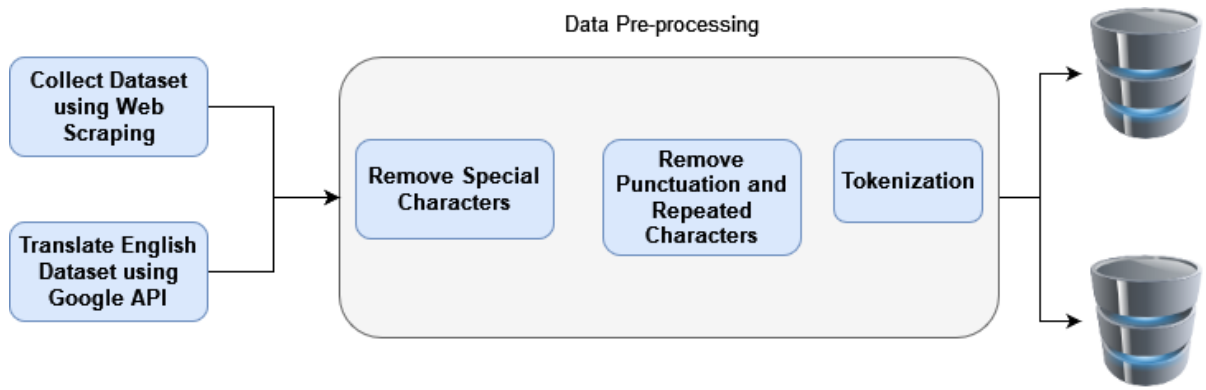 Data Pre-processing
Collect Dataset
using Web
Scraping
Translate English
Dataset using
Google API
Remove Special
Characters
Remove
Punctuation and
Repeated
Characters
Tokenization